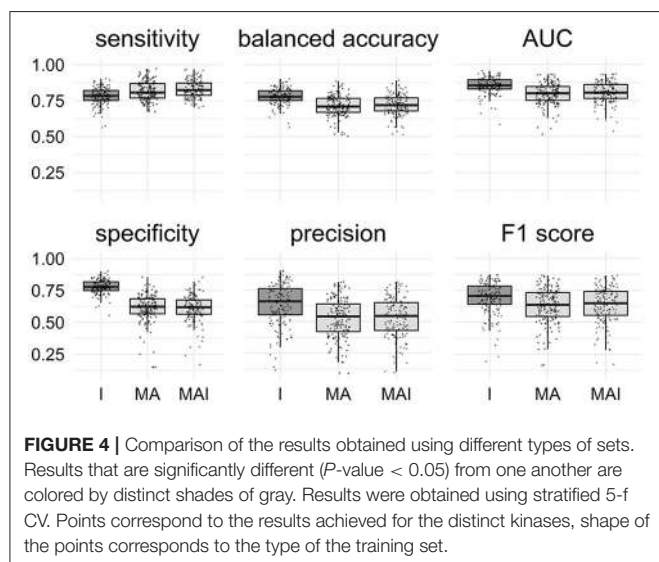 sensitivity balanced accuracy AUC
1.00
0.75
0.50
0.25
specificity precision F1 score
1.00
0.75
0.50
0.25
I MA MAI I MA MAI I MA MAI
FIGURE 4 | Comparison of the results obtained using different types of sets.
Results that are significantly different (P-value < 0.05) from one another are
colored by distinct shades of gray. Results were obtained using stratified 5-f
CV. Points correspond to the results achieved for the distinct kinases, shape of
the points corresponds to the type of the training set.